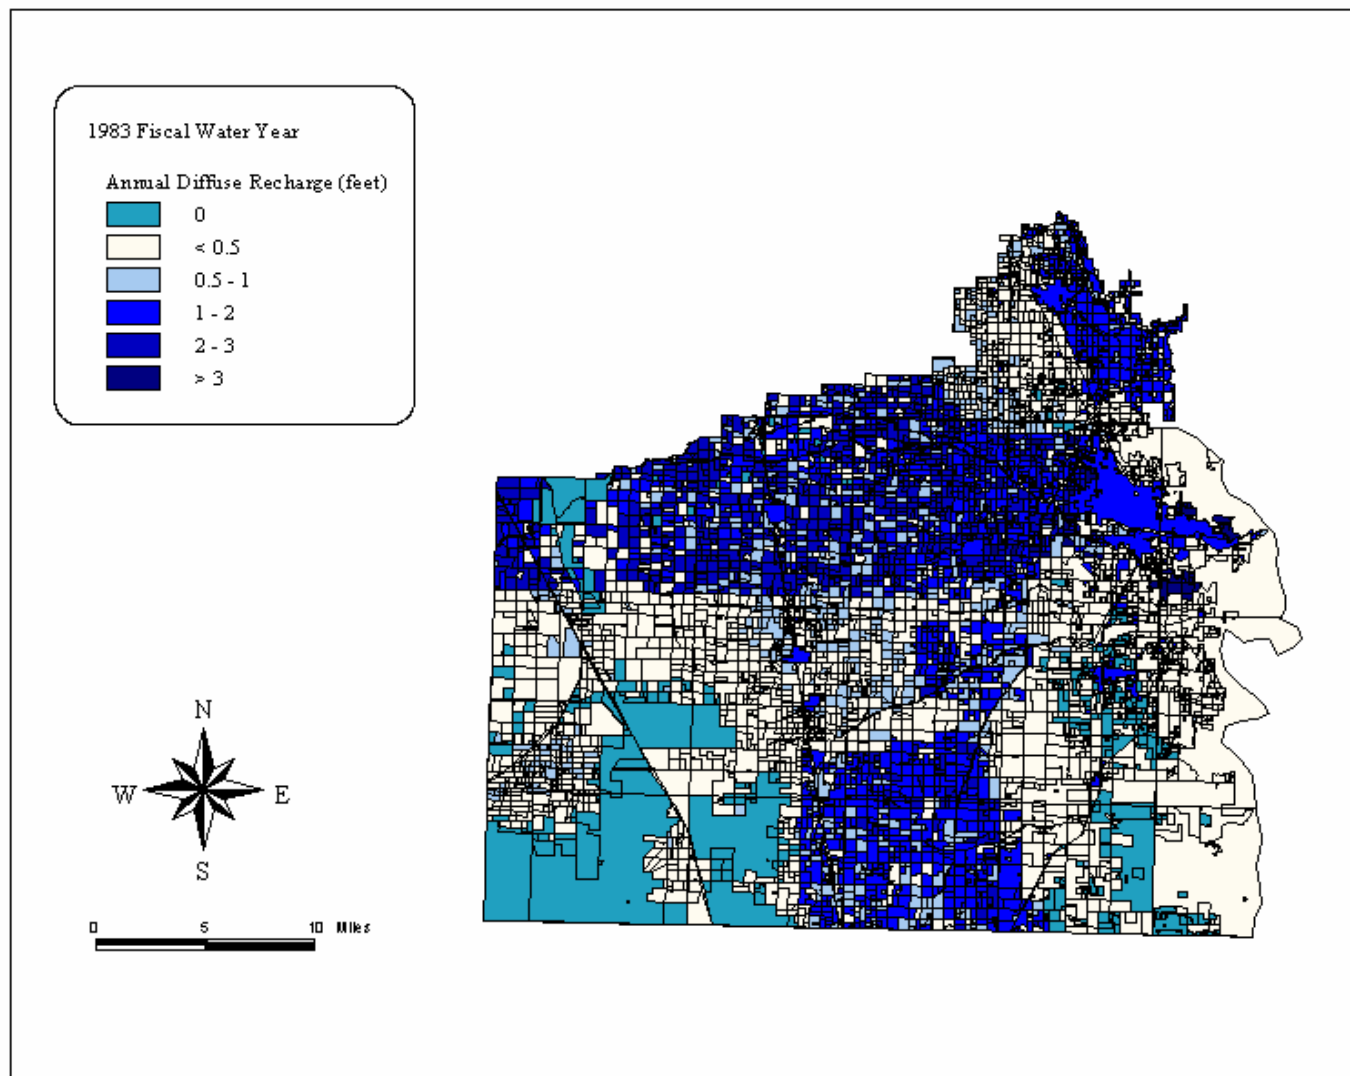 1983 Fiscal Water Year
Annual Diffuse Recharge (feet)
0
< 0.5
0.5 - 1
1 - 2
2 - 3
> 3
N
W E
S
0 5 10 Miles